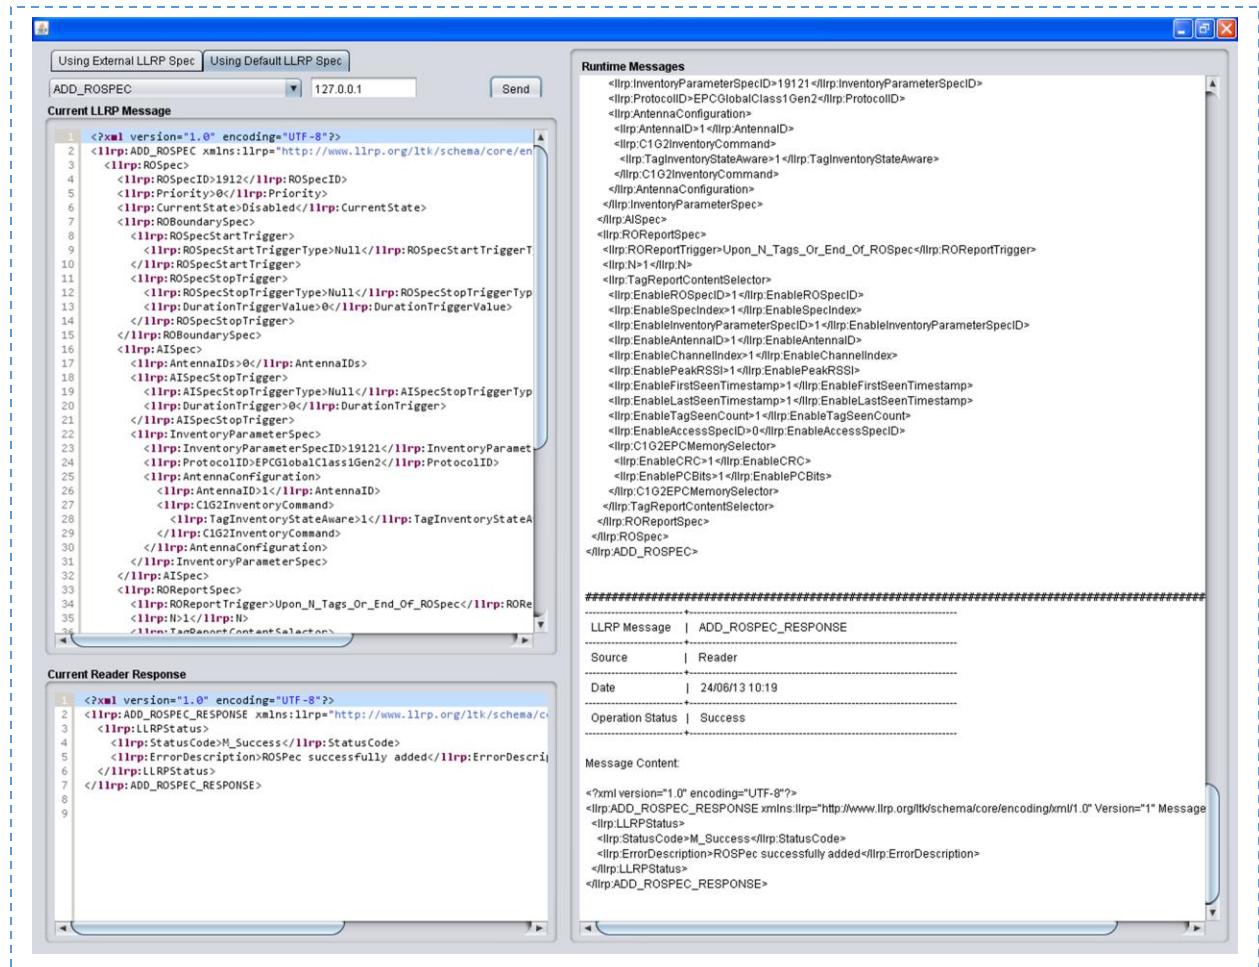 Using External LLRP Spec
Using Default LLRP Spec
ADD_ROSPEC
127.0.0.1
Send
Current LLRP Message
1 <?xml version="1.0" encoding="UTF-8"?>
2 <llrp:ADD_ROSPEC xmlns:llrp="http://www.llrp.org/ltk/schema/core/en
3 <llrp:ROSpec>
4 <llrp:ROSpecID>1912</llrp:ROSpecID>
5 <llrp:Priority>0</llrp:Priority>
6 <llrp:CurrentState>Disabled</llrp:CurrentState>
7 <llrp:ROBoundarySpec>
8 <llrp:ROSpecStartTrigger>
9 <llrp:ROSpecStartTriggerType>Null</llrp:ROSpecStartTriggerT
10 </llrp:ROSpecStartTrigger>
11 <llrp:ROSpecStopTrigger>
12 <llrp:ROSpecStopTriggerType>Null</llrp:ROSpecStopTriggerTyp
13 <llrp:DurationTriggerValue>0</llrp:DurationTriggerValue>
14 </llrp:ROSpecStopTrigger>
15 </llrp:ROBoundarySpec>
16 <llrp:AISpec>
17 <llrp:AntennaIDs>0</llrp:AntennaIDs>
18 <llrp:AISpecStopTrigger>
19 <llrp:AISpecStopTriggerType>Null</llrp:AISpecStopTriggerTyp
20 <llrp:DurationTrigger>0</llrp:DurationTrigger>
21 </llrp:AISpecStopTrigger>
22 <llrp:InventoryParameterSpec>
23 <llrp:InventoryParameterSpecID>19121</llrp:InventoryParamet
24 <llrp:ProtocolID>EPCGlobalClass1Gen2</llrp:ProtocolID>
25 <llrp:AntennaConfiguration>
26 <llrp:AntennaID>1</llrp:AntennaID>
27 <llrp:C1G2InventoryCommand>
28 <llrp:TagInventoryStateAware>1</llrp:TagInventoryStateA
29 </llrp:C1G2InventoryCommand>
30 </llrp:AntennaConfiguration>
31 </llrp:InventoryParameterSpec>
32 </llrp:AISpec>
33 <llrp:ROReportSpec>
34 <llrp:ROReportTrigger>Upon_N_Tags_Or_End_Of_ROSpec</llrp:RORe
35 <llrp:N>1</llrp:N>
36 <llrp:TagReportContentSelector>
Current Reader Response
1 <?xml version="1.0" encoding="UTF-8"?>
2 <llrp:ADD_ROSPEC_RESPONSE xmlns:llrp="http://www.llrp.org/ltk/schema/c
3 <llrp:LLRPStatus>
4 <llrp:StatusCode>M_Success</llrp:StatusCode>
5 <llrp:ErrorDescription>ROSPec successfully added</llrp:ErrorDescri
6 </llrp:LLRPStatus>
7 </llrp:ADD_ROSPEC_RESPONSE>
8
9
Runtime Messages
<llrp:InventoryParameterSpecID>19121</llrp:InventoryParameterSpecID>
<llrp:ProtocolID>EPCGlobalClass1Gen2</llrp:ProtocolID>
<llrp:AntennaConfiguration>
<llrp:AntennaID>1</llrp:AntennaID>
<llrp:C1G2InventoryCommand>
<llrp:TagInventoryStateAware>1</llrp:TagInventoryStateAware>
</llrp:C1G2InventoryCommand>
</llrp:AntennaConfiguration>
</llrp:InventoryParameterSpec>
</llrp:AISpec>
<llrp:ROReportSpec>
<llrp:ROReportTrigger>Upon_N_Tags_Or_End_Of_ROSpec</llrp:ROReportTrigger>
<llrp:N>1</llrp:N>
<llrp:TagReportContentSelector>
<llrp:EnableROSpecID>1</llrp:EnableROSpecID>
<llrp:EnableSpecIndex>1</llrp:EnableSpecIndex>
<llrp:EnableInventoryParameterSpecID>1</llrp:EnableInventoryParameterSpecID>
<llrp:EnableAntennaID>1</llrp:EnableAntennaID>
<llrp:EnableChannelIndex>1</llrp:EnableChannelIndex>
<llrp:EnablePeakRSSI>1</llrp:EnablePeakRSSI>
<llrp:EnableFirstSeenTimestamp>1</llrp:EnableFirstSeenTimestamp>
<llrp:EnableLastSeenTimestamp>1</llrp:EnableLastSeenTimestamp>
<llrp:EnableTagSeenCount>1</llrp:EnableTagSeenCount>
<llrp:EnableAccessSpecID>0</llrp:EnableAccessSpecID>
<llrp:C1G2EPCMemorySelector>
<llrp:EnableCRC>1</llrp:EnableCRC>
<llrp:EnablePCBits>1</llrp:EnablePCBits>
</llrp:C1G2EPCMemorySelector>
</llrp:TagReportContentSelector>
</llrp:ROReportSpec>
</llrp:ROSpec>
</llrp:ADD_ROSPEC>
LLRP Message | ADD_ROSPEC_RESPONSE
Source | Reader
Date | 24/06/13 10:19
Operation Status | Success
Message Content:
<?xml version="1.0" encoding="UTF-8"?>
<llrp:ADD_ROSPEC_RESPONSE xmlns:llrp="http://www.llrp.org/ltk/schema/core/encoding/xml/1.0" Version="1" Message
<llrp:LLRPStatus>
<llrp:StatusCode>M_Success</llrp:StatusCode>
<llrp:ErrorDescription>ROSPec successfully added</llrp:ErrorDescription>
</llrp:LLRPStatus>
</llrp:ADD_ROSPEC_RESPONSE>